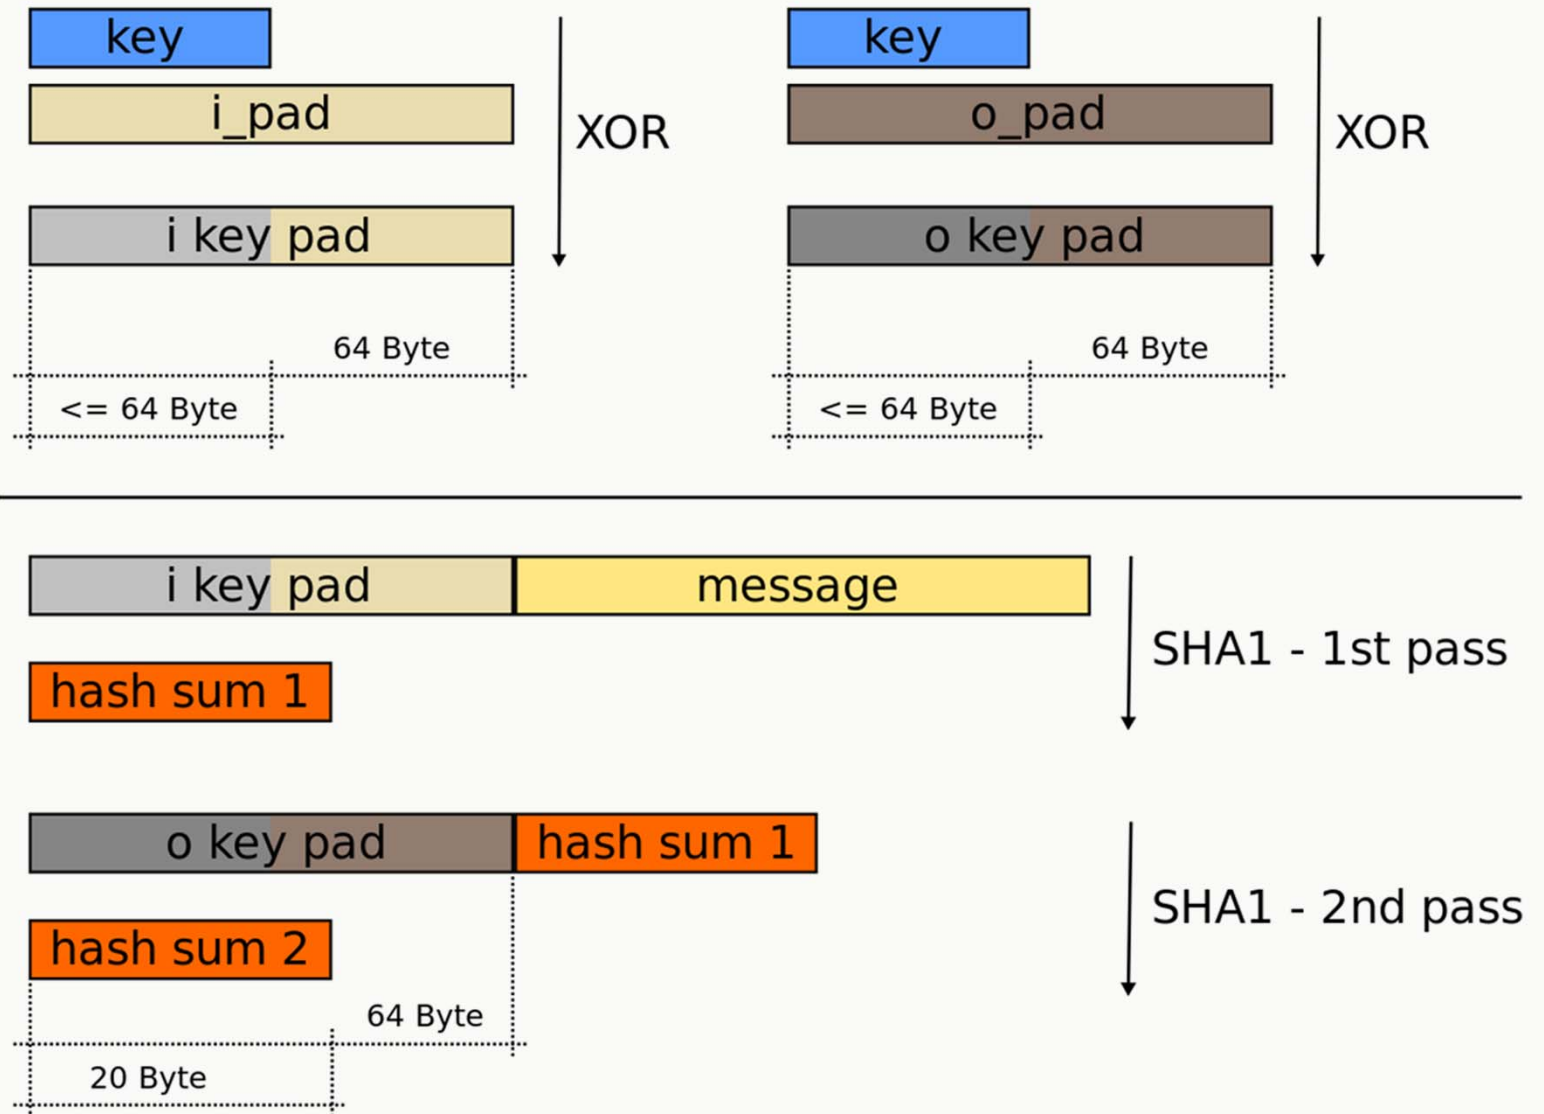 key
i_pad
XOR
i key pad
64 Byte
<= 64 Byte
key
o_pad
XOR
o key pad
64 Byte
<= 64 Byte
i key pad
message
SHA1 - 1st pass
hash sum 1
o key pad
hash sum 1
SHA1 - 2nd pass
hash sum 2
64 Byte
20 Byte